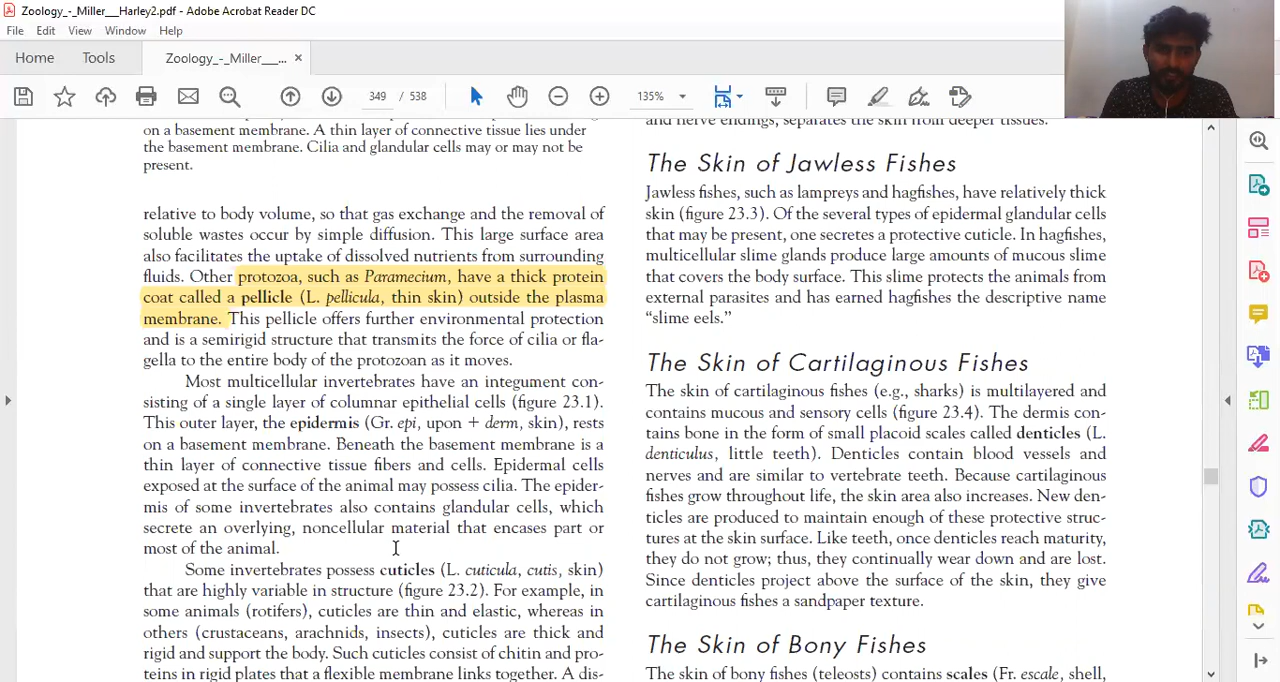 Zoology_-_Miller___Harley2.pdf - Adobe Acrobat Reader DC
File Edit View Window Help
Home Tools Zoology_-_Miller___... ×
349 / 538 135%
on a basement membrane. A thin layer of connective tissue lies under
the basement membrane. Cilia and glandular cells may or may not be
present.
relative to body volume, so that gas exchange and the removal of
soluble wastes occur by simple diffusion. This large surface area
also facilitates the uptake of dissolved nutrients from surrounding
fluids. Other protozoa, such as Paramecium, have a thick protein
coat called a pellicle (L. pellicula, thin skin) outside the plasma
membrane. This pellicle offers further environmental protection
and is a semirigid structure that transmits the force of cilia or fla-
gella to the entire body of the protozoan as it moves.
Most multicellular invertebrates have an integument con-
sisting of a single layer of columnar epithelial cells (figure 23.1).
This outer layer, the epidermis (Gr. epi, upon + derm, skin), rests
on a basement membrane. Beneath the basement membrane is a
thin layer of connective tissue fibers and cells. Epidermal cells
exposed at the surface of the animal may possess cilia. The epider-
mis of some invertebrates also contains glandular cells, which
secrete an overlying, noncellular material that encases part or
most of the animal.
Some invertebrates possess cuticles (L. cuticula, cutis, skin)
that are highly variable in structure (figure 23.2). For example, in
some animals (rotifers), cuticles are thin and elastic, whereas in
others (crustaceans, arachnids, insects), cuticles are thick and
rigid and support the body. Such cuticles consist of chitin and pro-
teins in rigid plates that a flexible membrane links together. A dis-
and nerve endings, separates the skin from deeper tissues.
The Skin of Jawless Fishes
Jawless fishes, such as lampreys and hagfishes, have relatively thick
skin (figure 23.3). Of the several types of epidermal glandular cells
that may be present, one secretes a protective cuticle. In hagfishes,
multicellular slime glands produce large amounts of mucous slime
that covers the body surface. This slime protects the animals from
external parasites and has earned hagfishes the descriptive name
“slime eels.”
The Skin of Cartilaginous Fishes
The skin of cartilaginous fishes (e.g., sharks) is multilayered and
contains mucous and sensory cells (figure 23.4). The dermis con-
tains bone in the form of small placoid scales called denticles (L.
denticulus, little teeth). Denticles contain blood vessels and
nerves and are similar to vertebrate teeth. Because cartilaginous
fishes grow throughout life, the skin area also increases. New den-
ticles are produced to maintain enough of these protective struc-
tures at the skin surface. Like teeth, once denticles reach maturity,
they do not grow; thus, they continually wear down and are lost.
Since denticles project above the surface of the skin, they give
cartilaginous fishes a sandpaper texture.
The Skin of Bony Fishes
The skin of bony fishes (teleosts) contains scales (Fr. escale, shell,